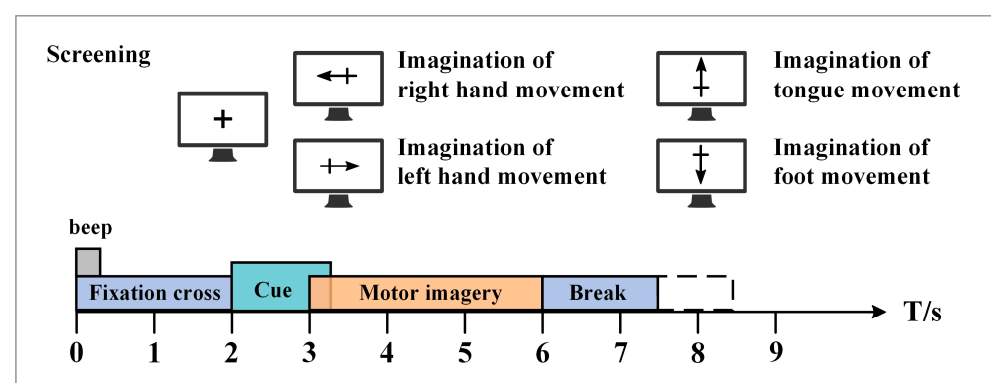 Screening
Imagination of
right hand movement
Imagination of
tongue movement
Imagination of
left hand movement
Imagination of
foot movement
beep
Fixation cross
Cue
Motor imagery
Break
T/s
0 1 2 3 4 5 6 7 8 9